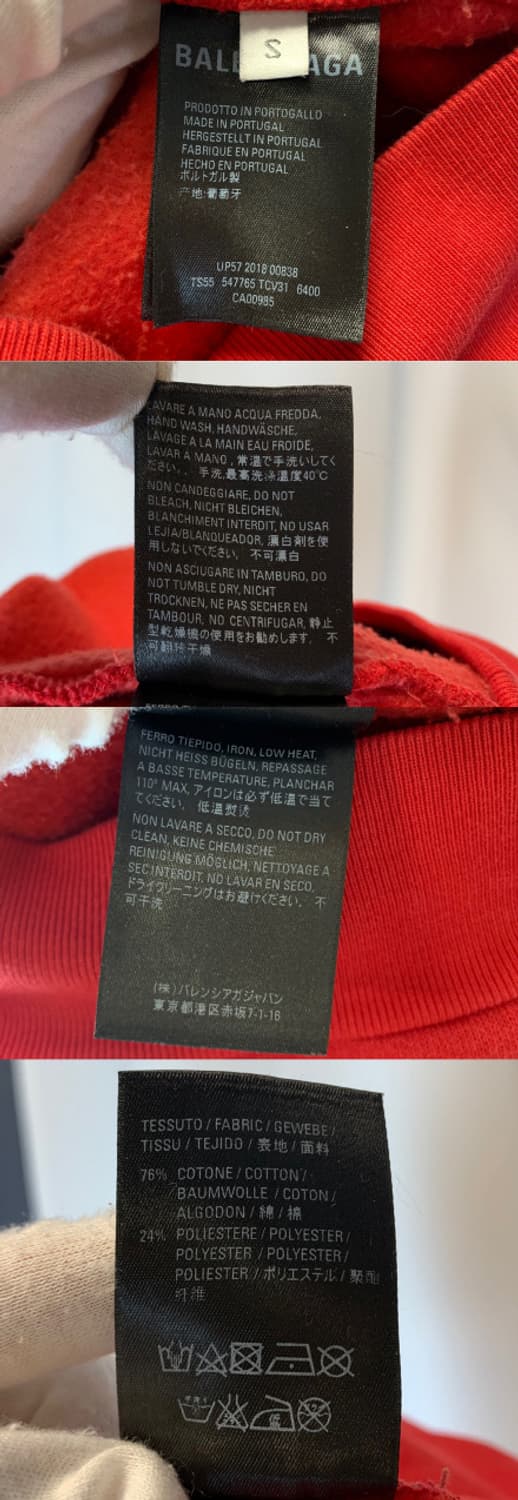 S
BALENCIAGA
PRODOTTO IN PORTOGALLO
MADE IN PORTUGAL
HERGESTELLT IN PORTUGAL
FABRIQUE EN PORTUGAL
HECHO EN PORTUGAL
ポルトガル製
产地:葡萄牙
UP57 2018 00838
TS55 547765 TCV31 6400
CA00985
LAVARE A MANO ACQUA FREDDA,
HAND WASH, HANDWÄSCHE,
LAVAGE A LA MAIN EAU FROIDE,
LAVAR A MANO, 常温で手洗いしてく
ださい。. 手洗,最高洗涤温度40°C
NON CANDEGGIARE, DO NOT
BLEACH, NICHT BLEICHEN,
BLANCHIMENT INTERDIT, NO USAR
LEJÍA/BLANQUEADOR, 漂白剤を使
用しないでください。 不可漂白
NON ASCIUGARE IN TAMBURO, DO
NOT TUMBLE DRY, NICHT
TROCKNEN, NE PAS SECHER EN
TAMBOUR, NO CENTRIFUGAR, 静止
型乾燥機の使用をお勧めします。 不
可翻转干燥
FERRO TIEPIDO, IRON, LOW HEAT,
NICHT HEISS BÜGELN, REPASSAGE
A BASSE TEMPERATURE, PLANCHAR
110° MAX, アイロンは必ず低温で当て
てください。 低温熨烫
NON LAVARE A SECCO, DO NOT DRY
CLEAN, KEINE CHEMISCHE
REINIGUNG MÖGLICH, NETTOYAGE A
SEC INTERDIT, NO LAVAR EN SECO,
ドライクリーニングはお避けください。 不
可干洗
(株)バレンシアガジャパン
東京都港区赤坂7-1-16
TESSUTO / FABRIC / GEWEBE /
TISSU / TEJIDO / 表地 / 面料
76% COTONE / COTTON /
BAUMWOLLE / COTON /
ALGODON / 綿 / 棉
24% POLIESTERE / POLYESTER /
POLYESTER / POLYESTER /
POLIESTER / ポリエステル / 聚酯
纤维
低